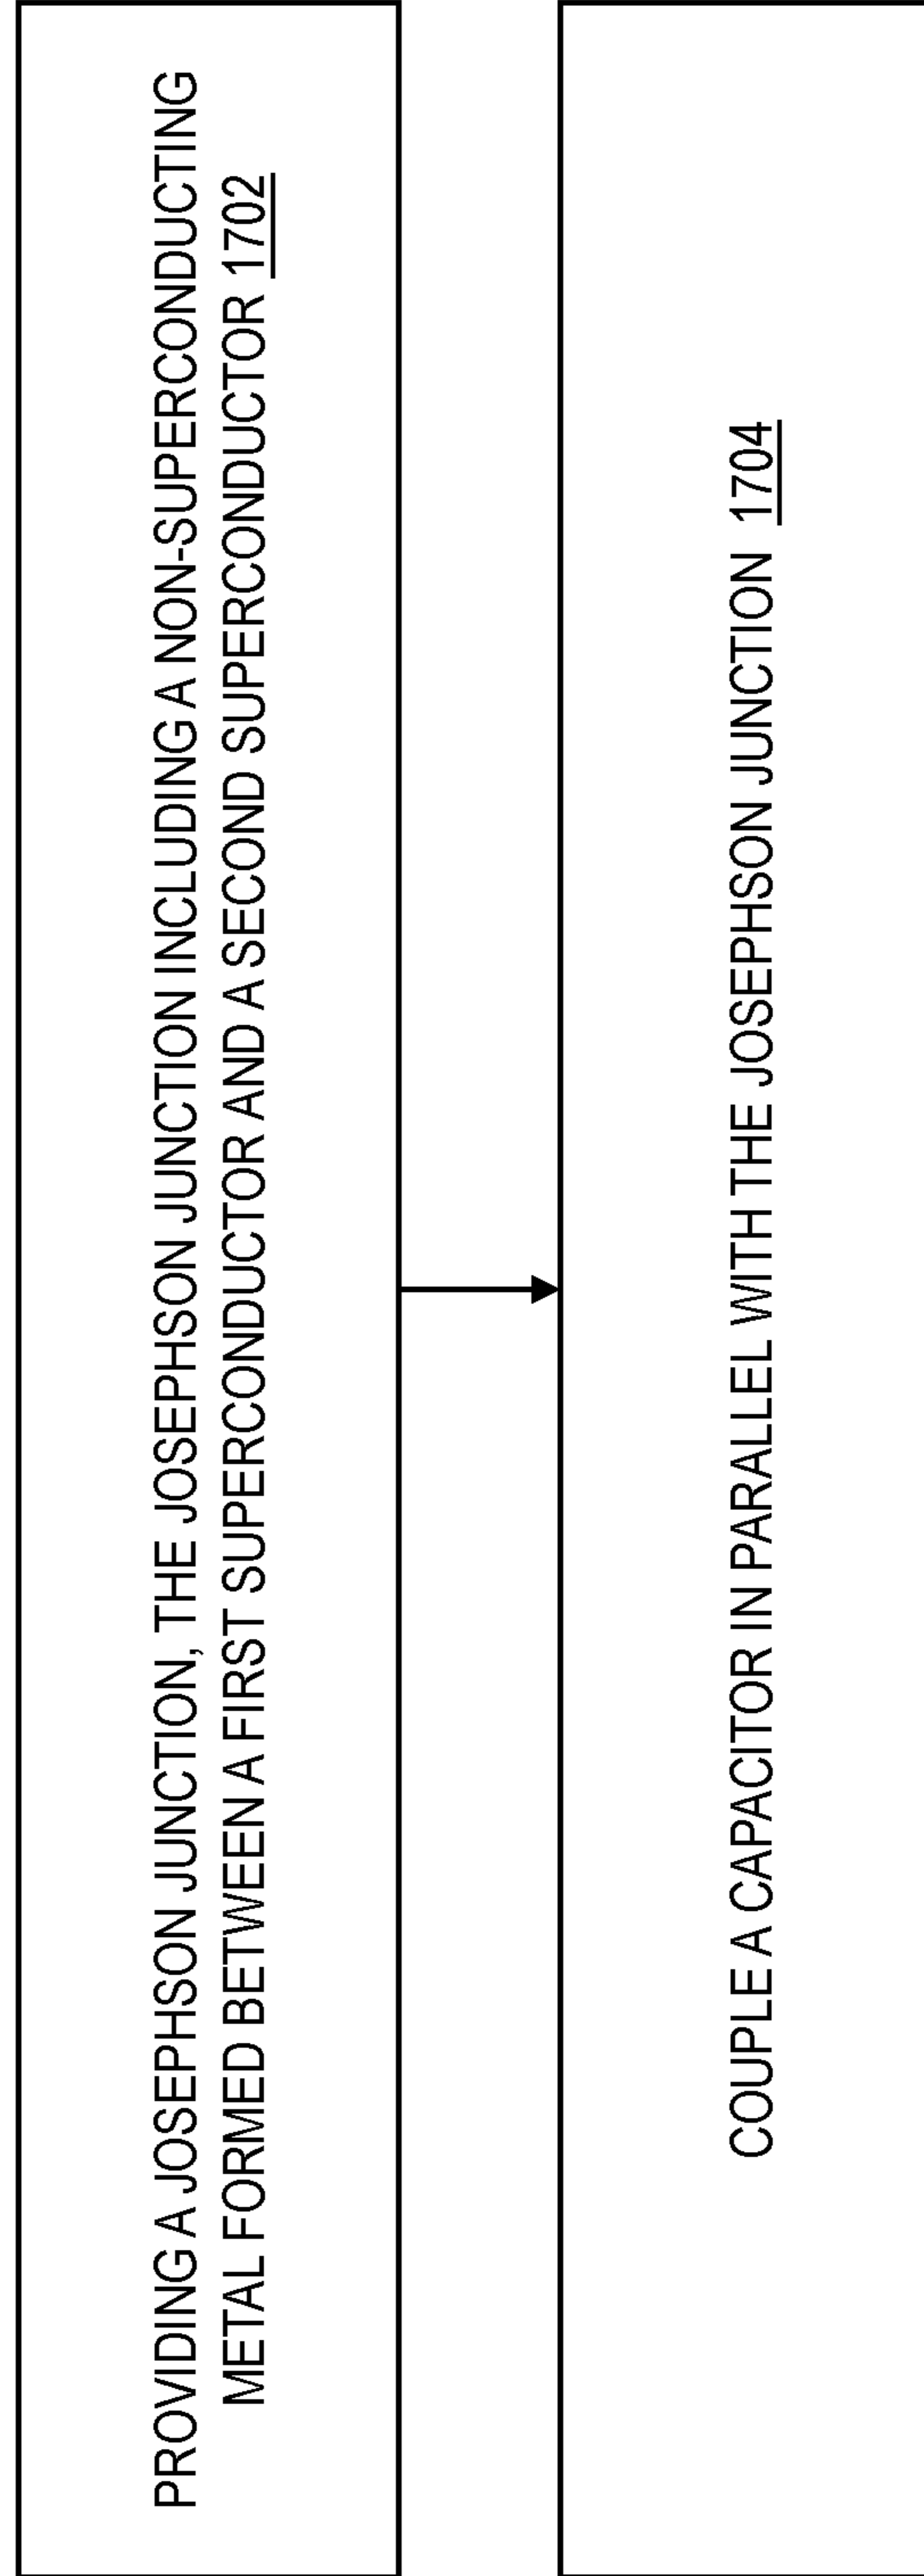 PROVIDING A JOSEPHSON JUNCTION, THE JOSEPHSON JUNCTION INCLUDING A NON-SUPERCONDUCTING
METAL FORMED BETWEEN A FIRST SUPERCONDUCTOR AND A SECOND SUPERCONDUCTOR 1702
COUPLE A CAPACITOR IN PARALLEL WITH THE JOSEPHSON JUNCTION 1704